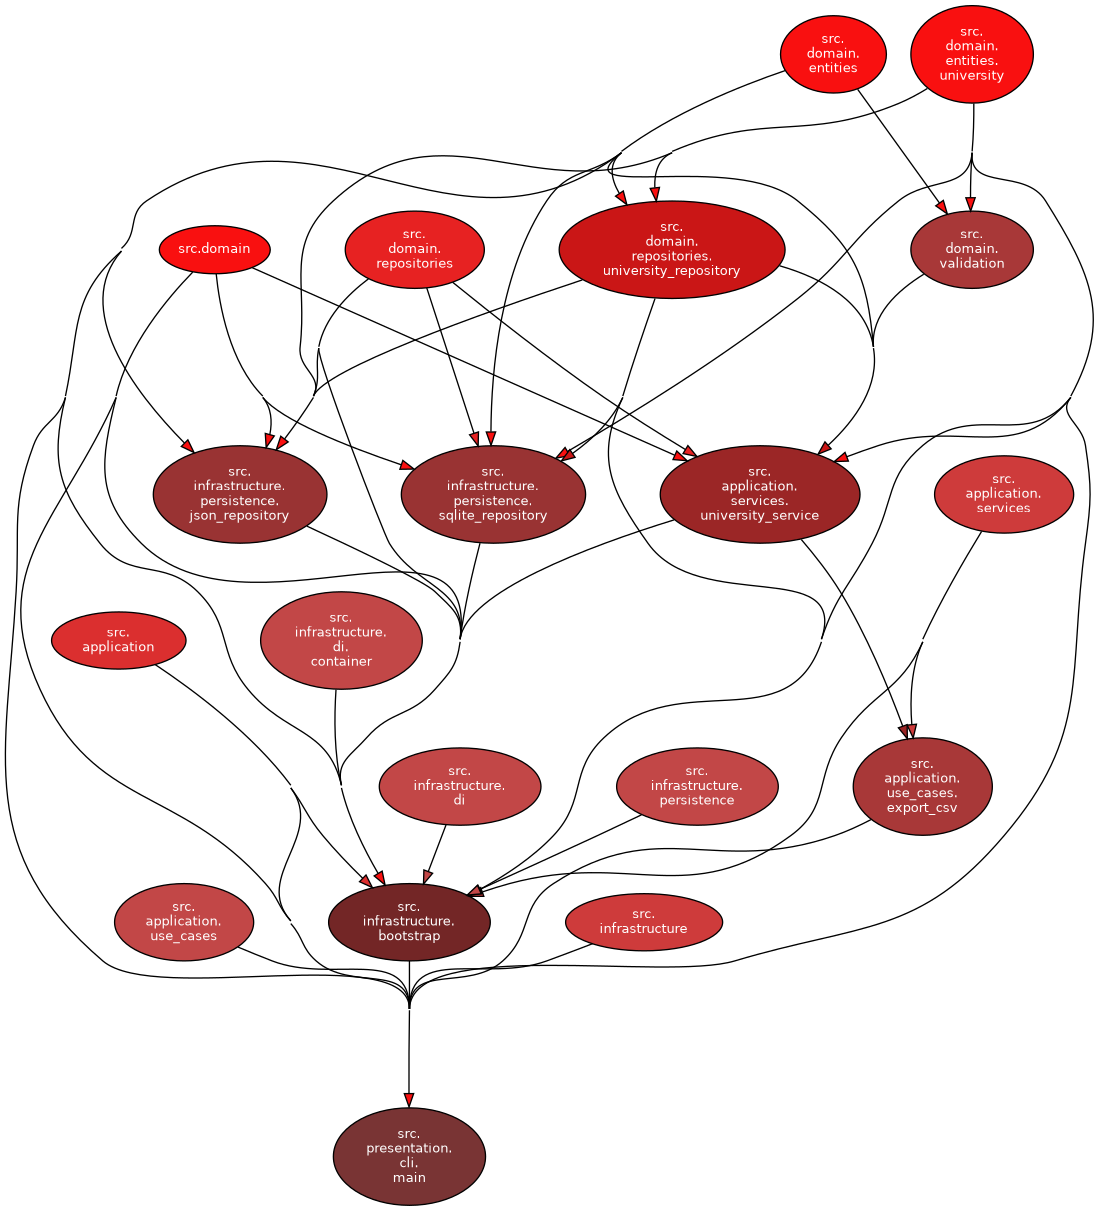 src.
domain.
entities
src.
domain.
entities.
university
src.domain
src.
domain.
repositories
src.
domain.
repositories.
university_repository
src.
domain.
validation
src.
infrastructure.
persistence.
json_repository
src.
infrastructure.
persistence.
sqlite_repository
src.
application.
services.
university_service
src.
application.
services
src.
application
src.
infrastructure.
di.
container
src.
infrastructure.
di
src.
infrastructure.
persistence
src.
application.
use_cases.
export_csv
src.
application.
use_cases
src.
infrastructure.
bootstrap
src.
infrastructure
src.
presentation.
cli.
main